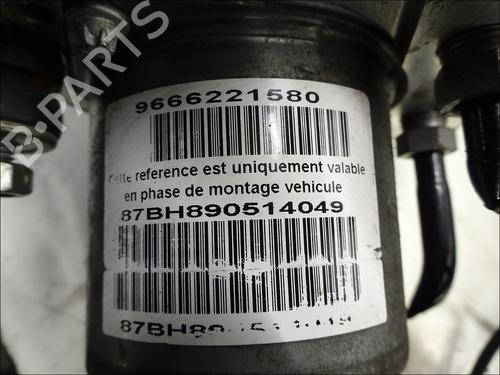 B-PARTS
9666221580
Cette reference est uniquement valable
en phase de montage vehicule
87BH890514049